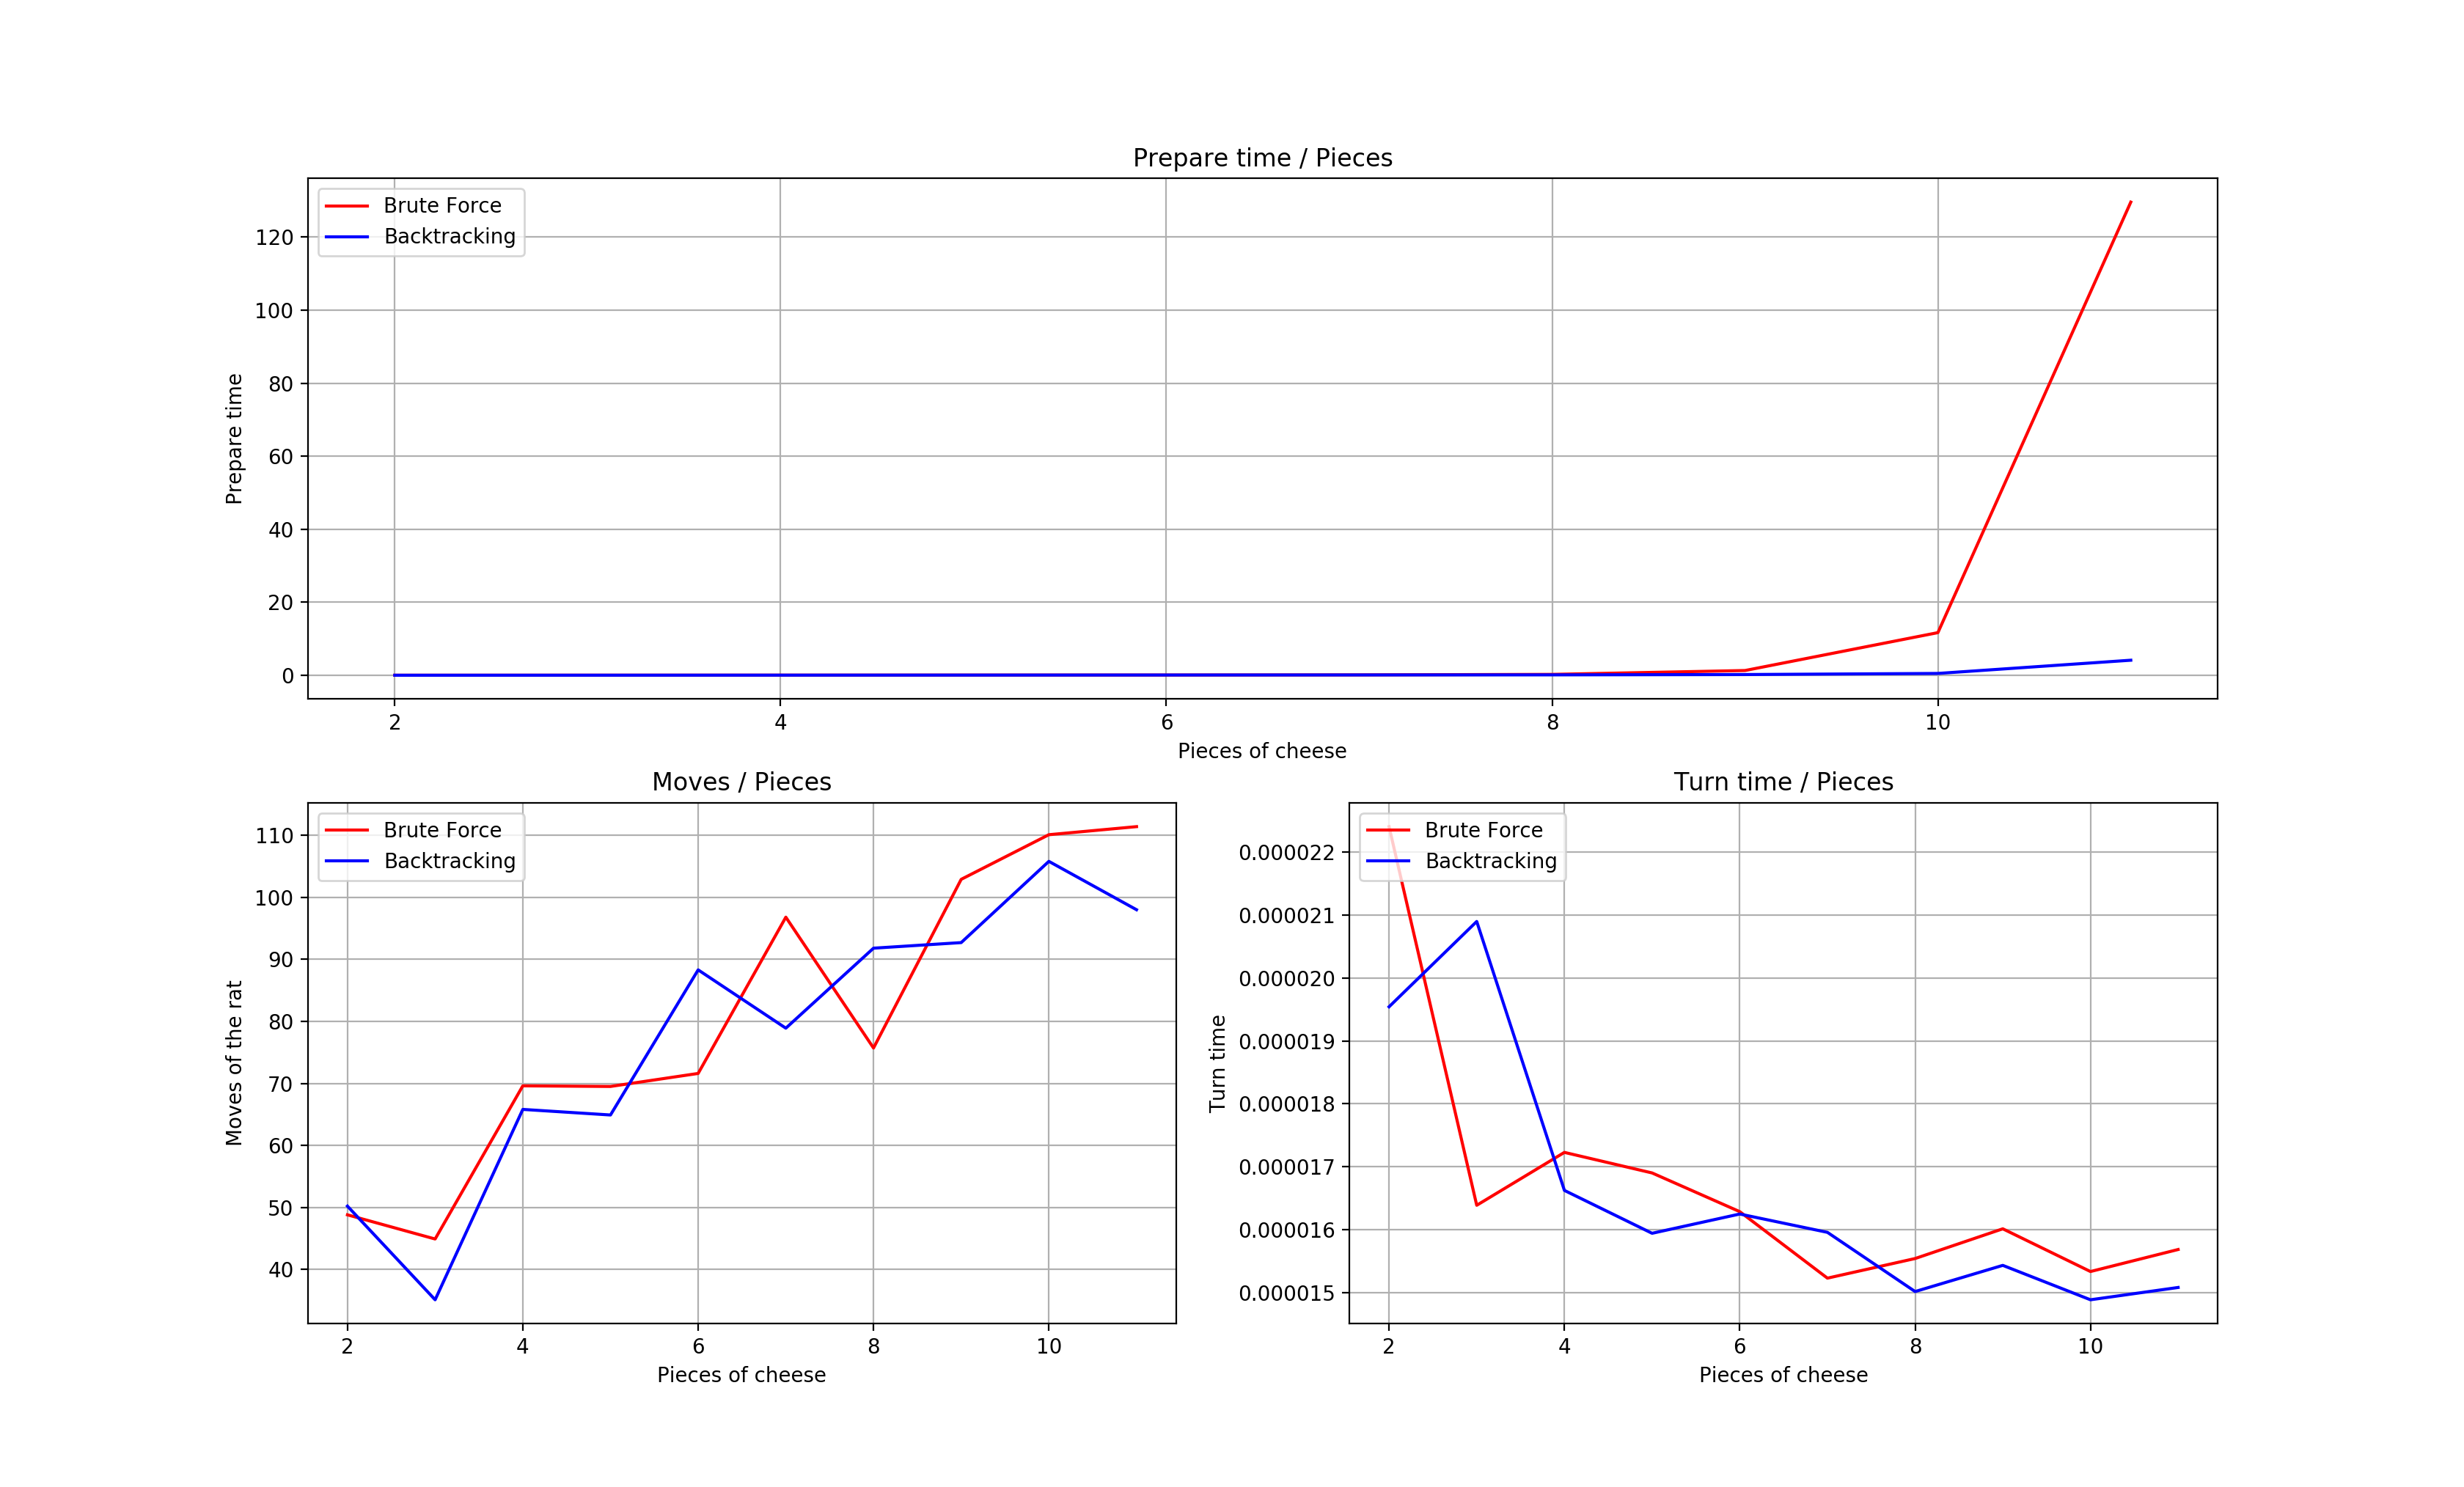 Prepare time / Pieces
Brute Force
Backtracking
120
100
80
60
40
20
0
Prepare time
2 4 6 8 10
Pieces of cheese
Moves / Pieces
Brute Force
Backtracking
110
100
90
80
70
60
50
40
Moves of the rat
2 4 6 8 10
Pieces of cheese
Turn time / Pieces
Brute Force
Backtracking
0.000022
0.000021
0.000020
0.000019
0.000018
0.000017
0.000016
0.000015
Turn time
2 4 6 8 10
Pieces of cheese